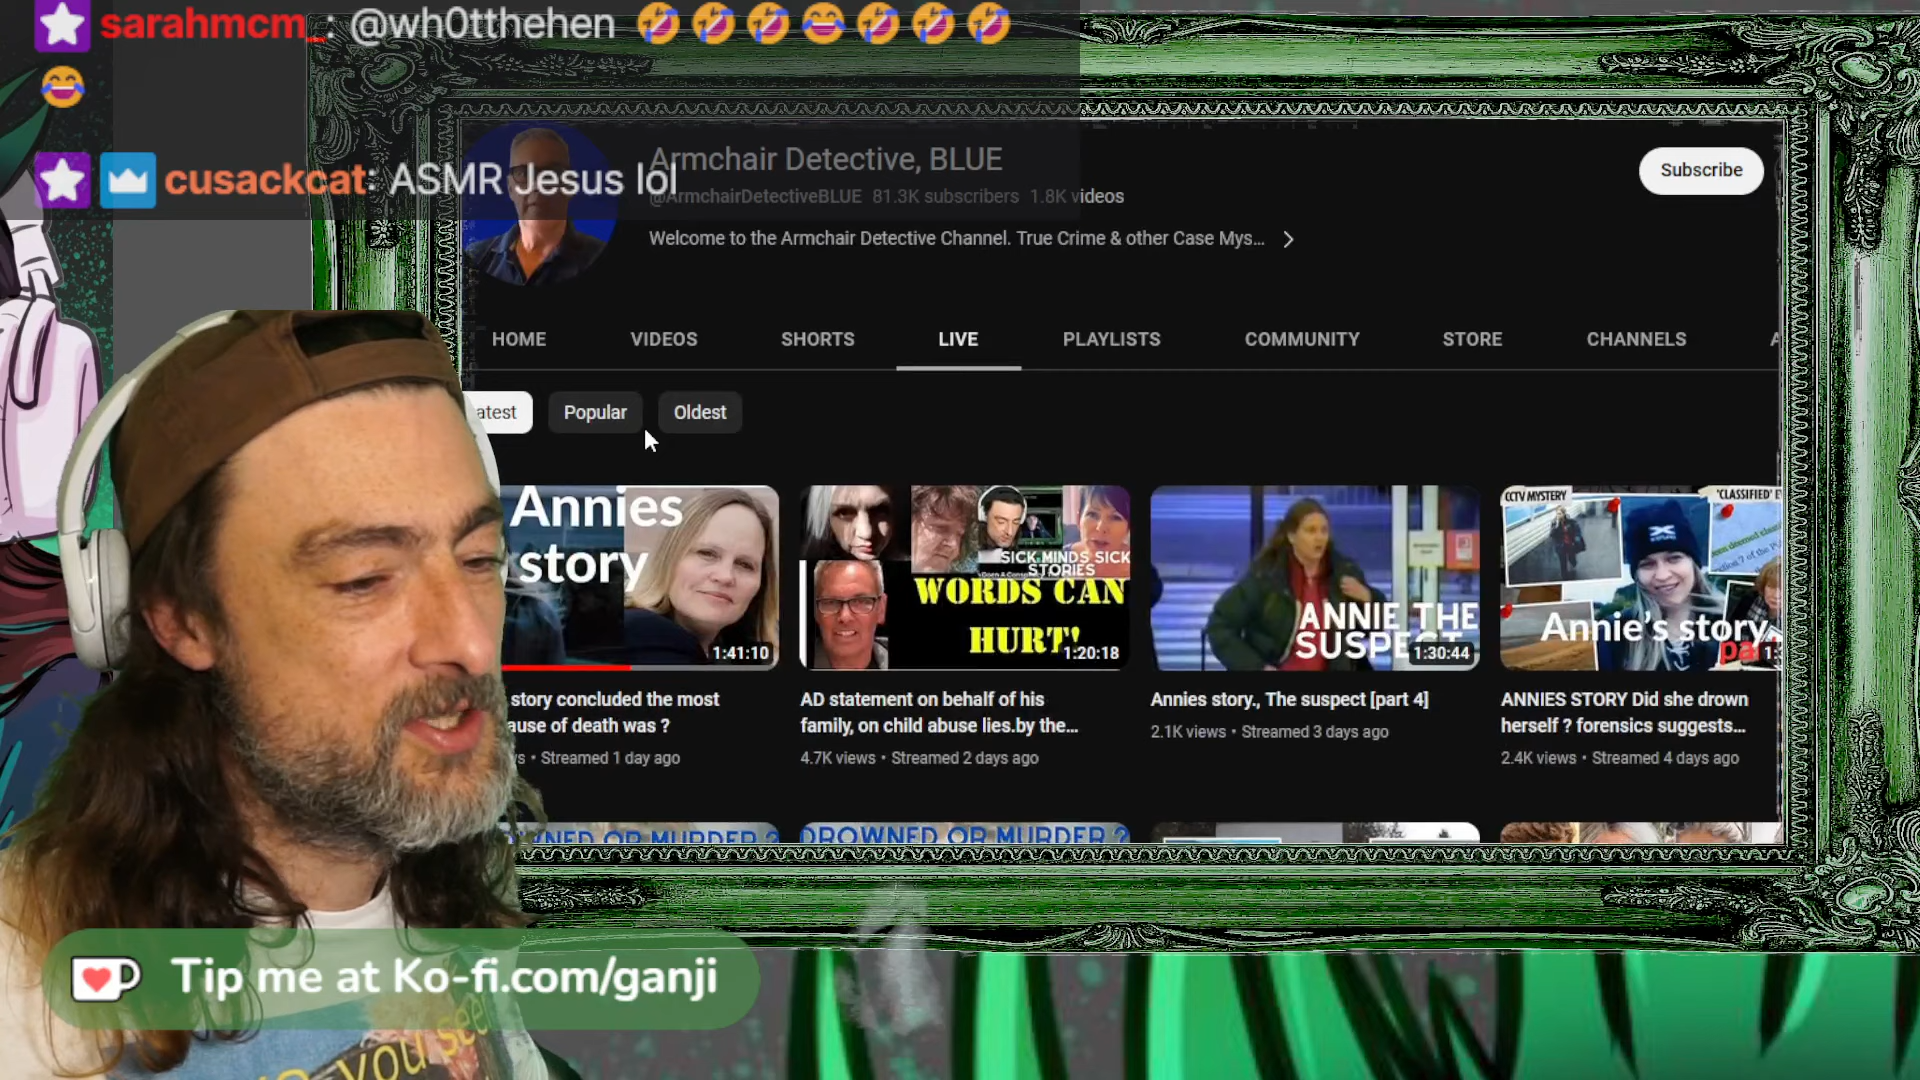 sarahmcm_: @wh0tthehen 🤣🤣🤣😂🤣🤣🤣
😂
cusackcat: ASMR Jesus lol
Armchair Detective, BLUE
@ArmchairDetectiveBLUE 81.3K subscribers 1.8K videos
Subscribe
Welcome to the Armchair Detective Channel. True Crime & other Case Mys...
HOME VIDEOS SHORTS LIVE PLAYLISTS COMMUNITY STORE CHANNELS
atest Popular Oldest
Annies
story
1:41:10
SICK MINDS SICK
STORIES
WORDS CAN
HURT!
1:20:18
ANNIE THE
SUSPECT
1:30:44
CCTV MYSTERY
'CLASSIFIED'
Annie's story
story concluded the most
ause of death was ?
Streamed 1 day ago
AD statement on behalf of his
family, on child abuse lies.by the...
4.7K views • Streamed 2 days ago
Annies story., The suspect [part 4]
2.1K views • Streamed 3 days ago
ANNIES STORY Did she drown
herself ? forensics suggests...
2.4K views • Streamed 4 days ago
OWNED OR MURDER ?
DROWNED OR MURDER ?
Tip me at Ko-fi.com/ganji
you see